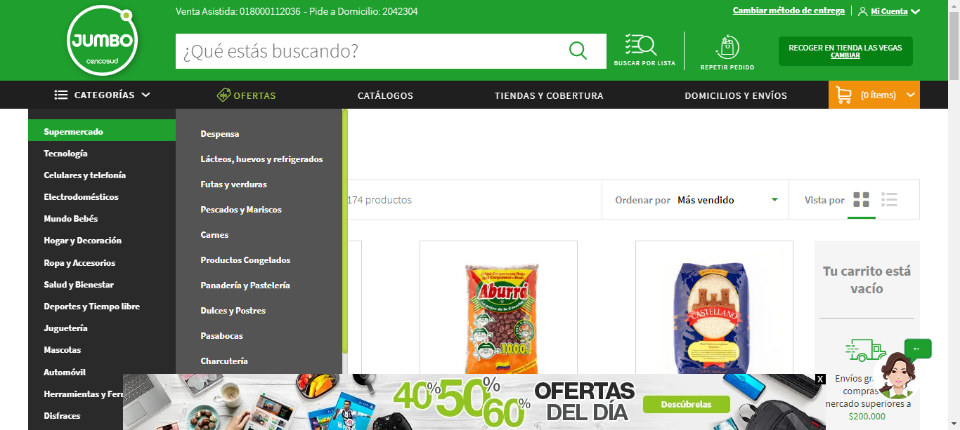 Venta Asistida: 018000112036 - Pide a Domicilio: 2042304
Cambiar método de entrega
Mi Cuenta
JUMBO
cencosud
¿Qué estás buscando?
BUSCAR POR LISTA
REPETIR PEDIDO
RECOGER EN TIENDA LAS VEGAS
CAMBIAR
CATEGORÍAS
OFERTAS
CATÁLOGOS
TIENDAS Y COBERTURA
DOMICILIOS Y ENVÍOS
(0 ítems)
Supermercado
Tecnología
Celulares y telefonía
Electrodomésticos
Mundo Bebés
Hogar y Decoración
Ropa y Accesorios
Salud y Bienestar
Deportes y Tiempo libre
Juguetería
Mascotas
Automóvil
Herramientas y Ferr
Disfraces
Despensa
Lácteos, huevos y refrigerados
Futas y verduras
Pescados y Mariscos
Carnes
Productos Congelados
Panadería y Pastelería
Dulces y Postres
Pasabocas
Charcutería
174 productos
Ordenar por Más vendido
Vista por
Aburrá
CASTELLANO
Tu carrito está
vacío
Envíos gra
compras
mercado superiores a
$200.000
40% 50% 60%
OFERTAS
DEL DÍA
Descúbrelas
X